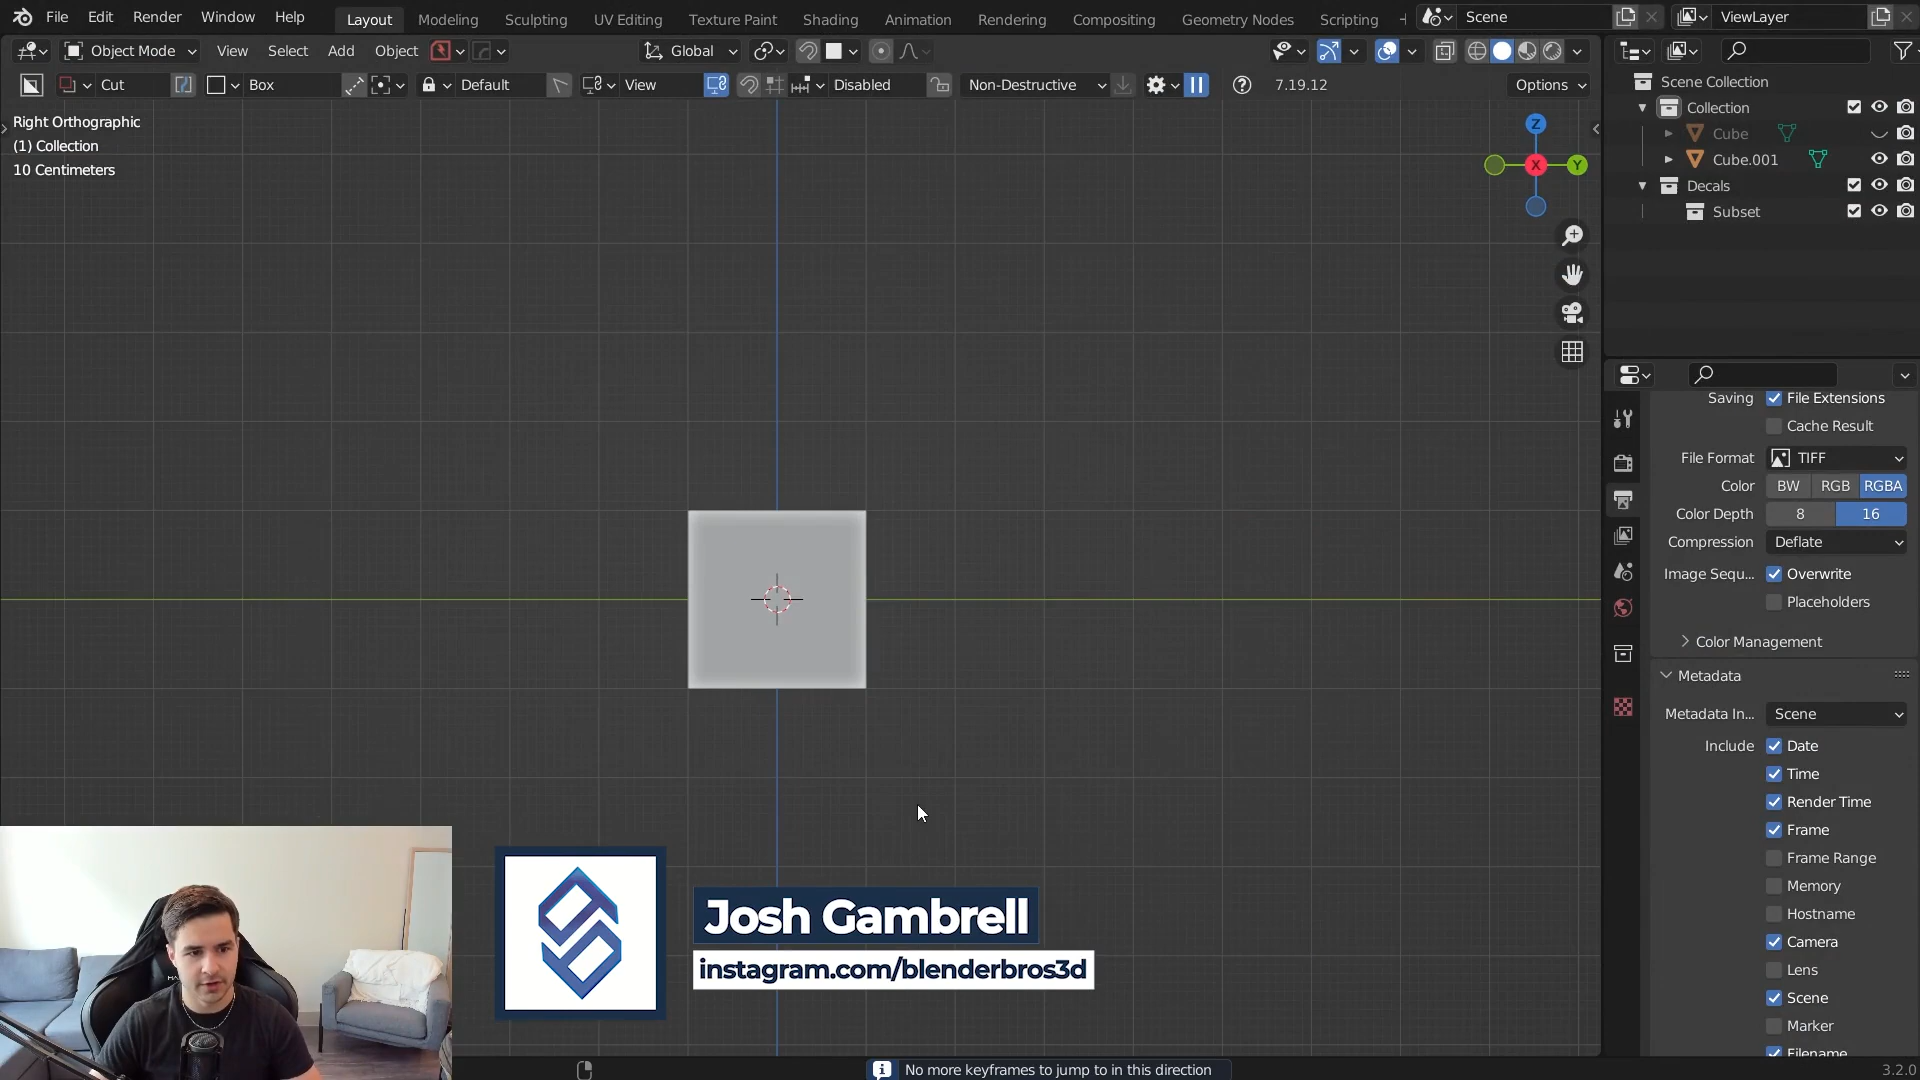 File Edit Render Window Help Layout Modeling Sculpting UV Editing Texture Paint Shading Animation Rendering Compositing Geometry Nodes Scripting Scene ViewLayer
Object Mode View Select Add Object Global
Cut Box Default View Disabled Non-Destructive 7.19.12 Options
Right Orthographic
(1) Collection
10 Centimeters
Z
X
Y
Scene Collection
Collection
Cube
Cube.001
Decals
Subset
Saving File Extensions
Cache Result
File Format TIFF
Color BW RGB RGBA
Color Depth 8 16
Compression Deflate
Image Sequ... Overwrite
Placeholders
Color Management
Metadata
Metadata In... Scene
Include Date
Time
Render Time
Frame
Frame Range
Memory
Hostname
Camera
Lens
Scene
Marker
Filename
Josh Gambrell
instagram.com/blenderbros3d
No more keyframes to jump to in this direction
3.2.0